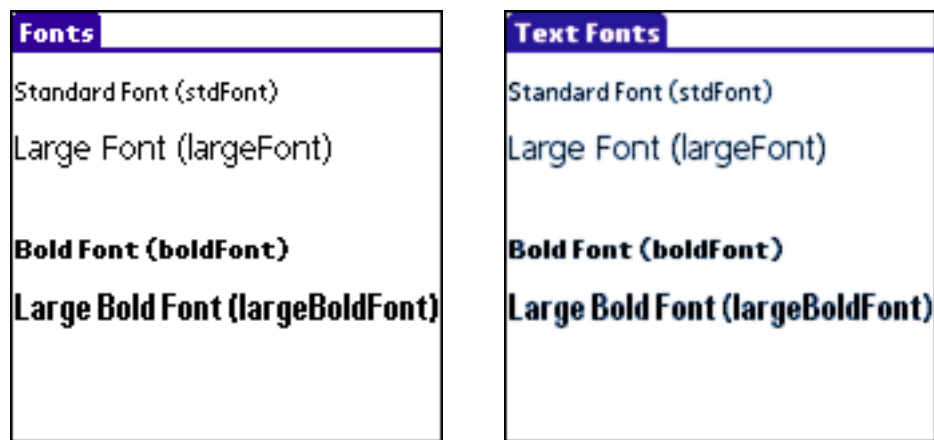 Fonts
Standard Font (stdFont)
Large Font (largeFont)
Bold Font (boldFont)
Large Bold Font (largeBoldFont)
Text Fonts
Standard Font (stdFont)
Large Font (largeFont)
Bold Font (boldFont)
Large Bold Font (largeBoldFont)